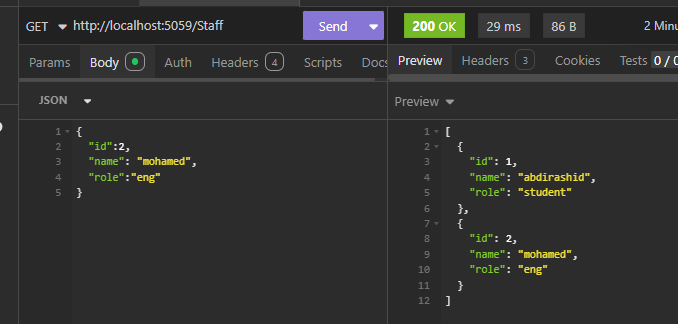 GET http://localhost:5059/Staff Send
Params Body Auth Headers 4 Scripts Docs
JSON
1 {
2 "id":2,
3 "name": "mohamed",
4 "role":"eng"
5 }
200 OK 29 ms 86 B 2 Minu
Preview Headers 3 Cookies Tests 0 / 0
Preview
1 [
2 {
3 "id": 1,
4 "name": "abdirashid",
5 "role": "student"
6 },
7 {
8 "id": 2,
9 "name": "mohamed",
10 "role": "eng"
11 }
12 ]